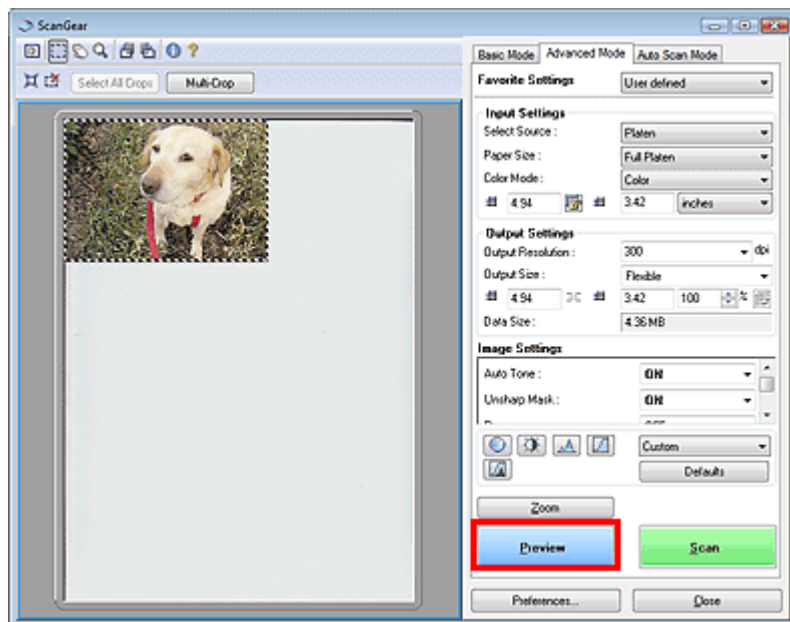 ScanGear
Select All Crops Multi-Crop
Basic Mode Advanced Mode Auto Scan Mode
Favorite Settings User defined
Input Settings
Select Source : Platen
Paper Size : Full Platen
Color Mode : Color
4.94 3.42 inches
Output Settings
Output Resolution : 300 dpi
Output Size : Flexible
4.94 3.42 100 %
Data Size : 4.36 MB
Image Settings
Auto Tone : ON
Unsharp Mask : ON
Custom
Defaults
Zoom
Preview Scan
Preferences... Close